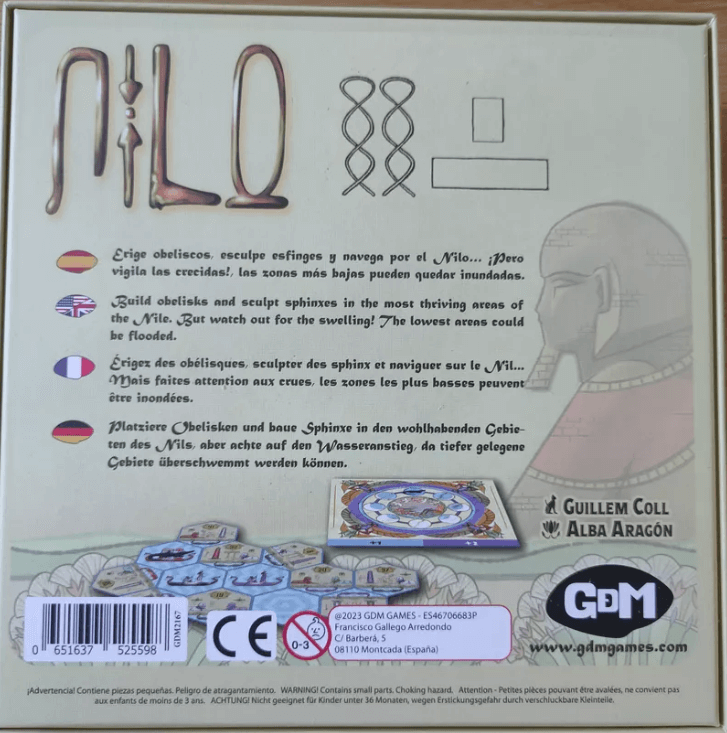 NILO
Erige obeliscos, esculpe esfinges y navega por el Nilo... ¡Pero
vigila las crecidas!, las zonas más bajas pueden quedar inundadas.
Build obelisks and sculpt sphinxes in the most thriving areas of
the Nile. But watch out for the swelling! The lowest areas could
be flooded.
Érigez des obélisques, sculpter des sphinx et naviguer sur le Nil...
Mais faites attention aux crues, les zones les plus basses peuvent
être inondées.
Platziere Obelisken und baue Sphinxe in den wohlhabenden Gebie-
ten des Nils, aber achte auf den Wasseranstieg, da tiefer gelegene
Gebiete überschwemmt werden können.
GUILLEM COLL
ALBA ARAGÓN
+1 +3
GDM
www.gdmgames.com
0 651637 525598
GDM2167
CE
0-3
@2023 GDM GAMES - ES46706683P
Francisco Gallego Arredondo
C/ Barberà, 5
08110 Montcada (España)
¡Advertencia! Contiene piezas pequeñas. Peligro de atragantamiento. WARNING! Contains small parts. Choking hazard. Attention - Petites pièces pouvant être avalées, ne convient pas
aux enfants de moins de 3 ans. ACHTUNG! Nicht geeignet für Kinder unter 36 Monaten, wegen Erstickungsgefahr durch verschluckbare Kleinteile.